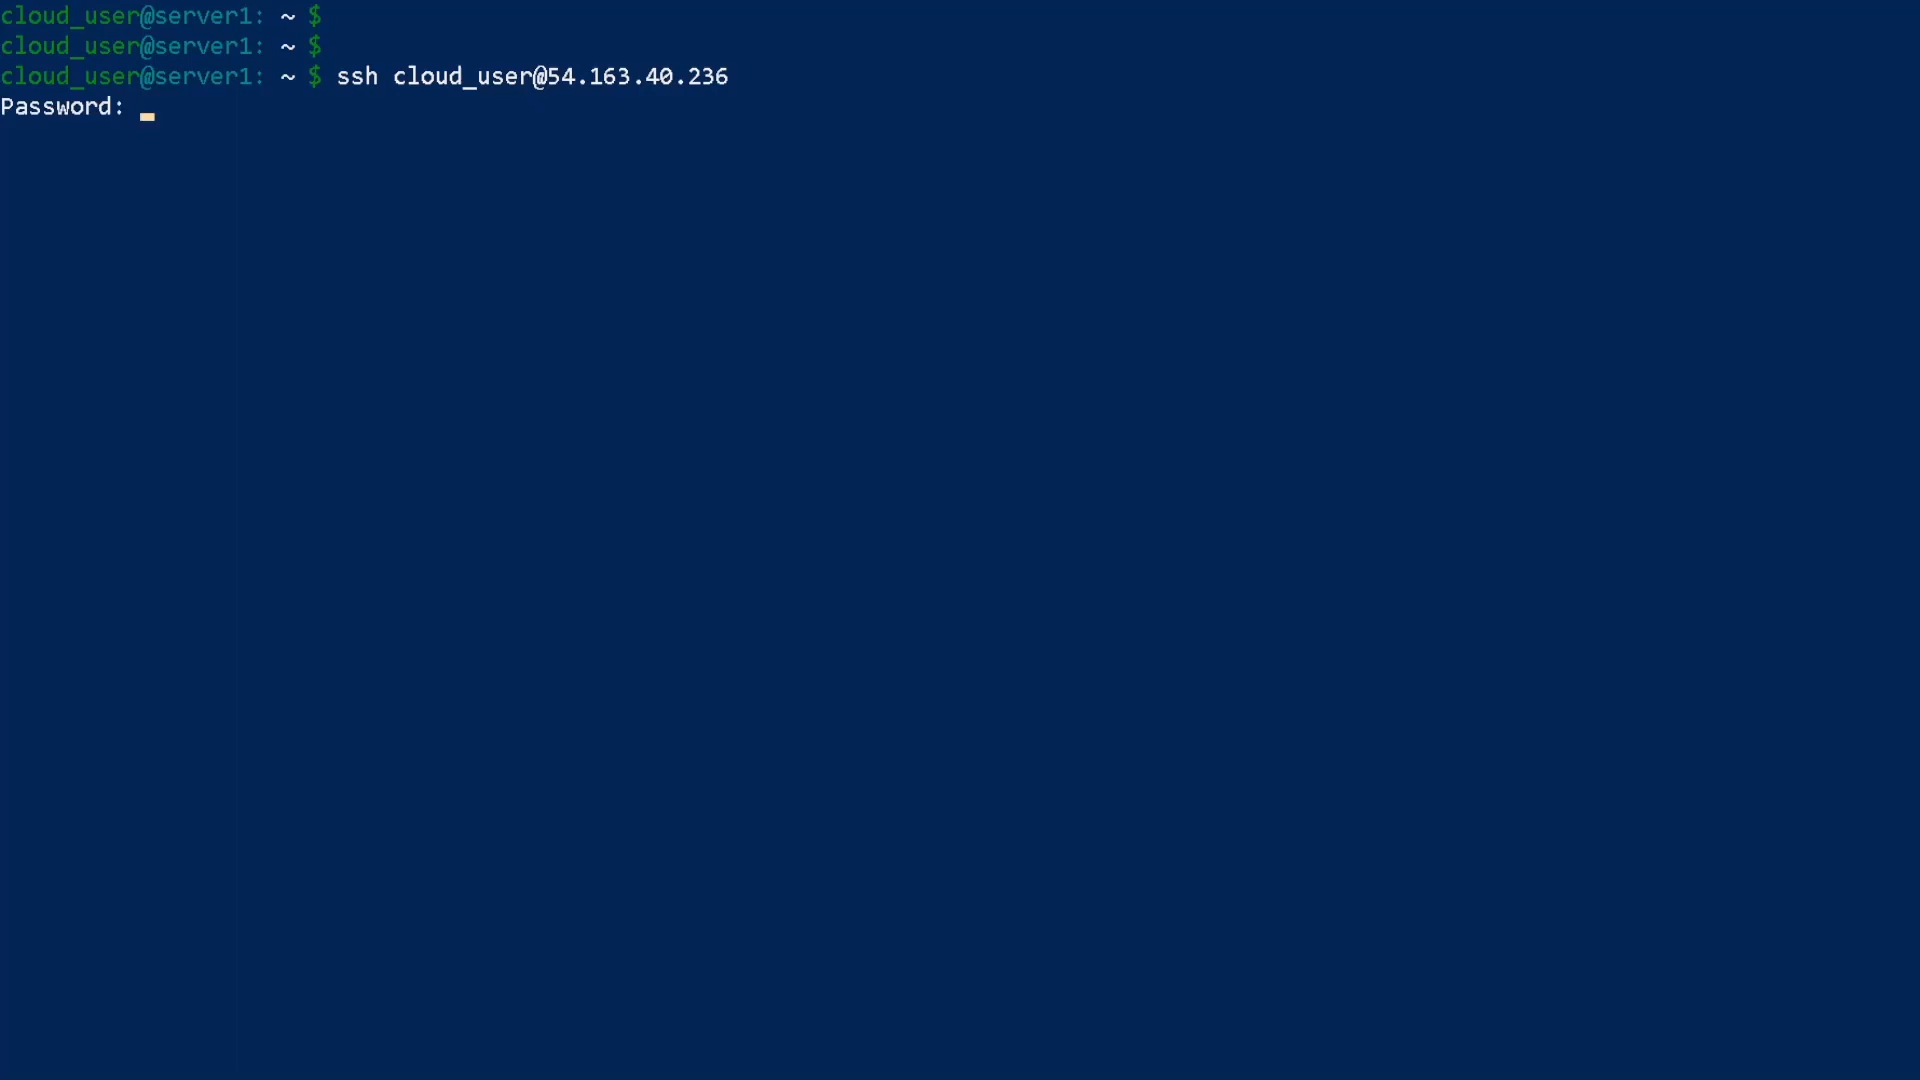 cloud_user@server1: ~ $
cloud_user@server1: ~ $
cloud_user@server1: ~ $ ssh cloud_user@54.163.40.236
Password: